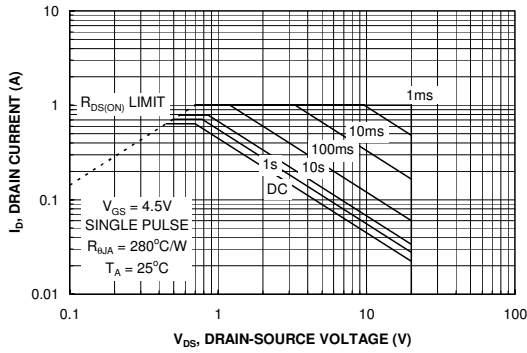 10
1
0.1
0.01
I_D, DRAIN CURRENT (A)
R_DS(ON) LIMIT
1ms
10ms
100ms
1s
10s
DC
V_GS = 4.5V
SINGLE PULSE
R_θJA = 280°C/W
T_A = 25°C
0.1
1
10
100
V_DS, DRAIN-SOURCE VOLTAGE (V)